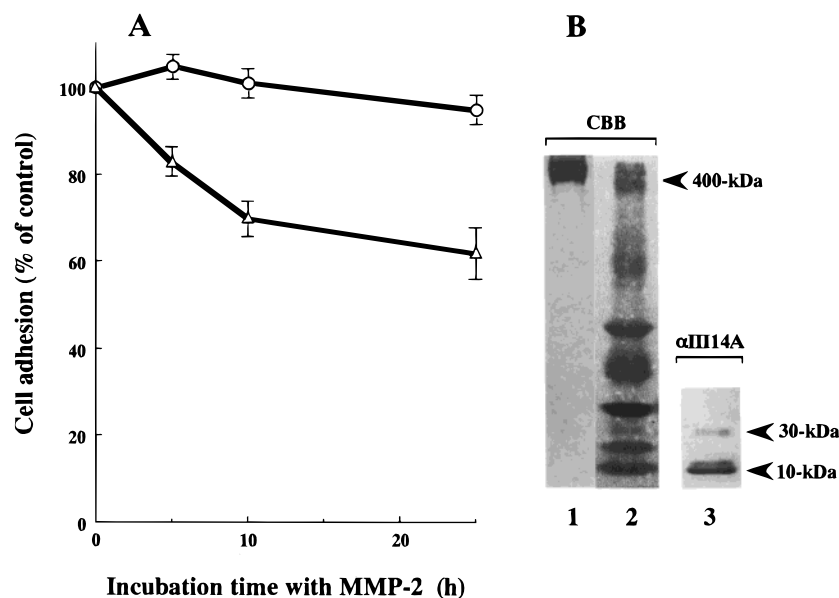 A
B
Cell adhesion (% of control)
100
80
60
40
20
0
0
10
20
Incubation time with MMP-2 (h)
CBB
400-kDa
αIII14A
30-kDa
10-kDa
1 2 3